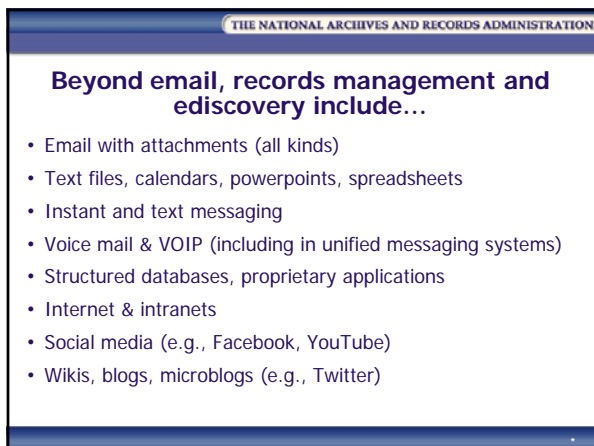 THE NATIONAL ARCHIVES AND RECORDS ADMINISTRATION
Beyond email, records management and
ediscovery include…
• Email with attachments (all kinds)
• Text files, calendars, powerpoints, spreadsheets
• Instant and text messaging
• Voice mail & VOIP (including in unified messaging systems)
• Structured databases, proprietary applications
• Internet & intranets
• Social media (e.g., Facebook, YouTube)
• Wikis, blogs, microblogs (e.g., Twitter)